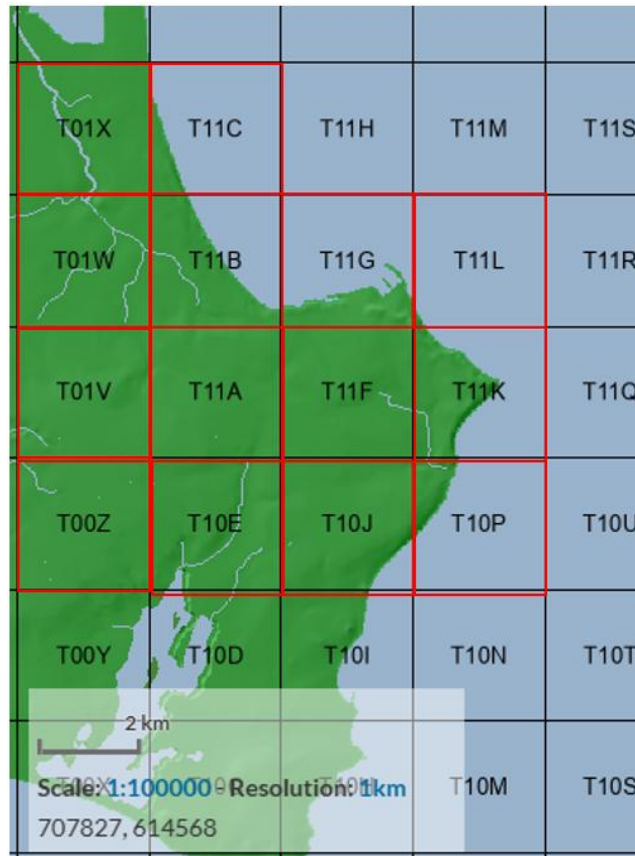 T01X T11C T11H T11M T11S
T01W T11B T11G T11L T11R
T01V T11A T11F T11K T11Q
T00Z T10E T10J T10P T10U
T00Y T10D T10I T10N T10T
2 km
T00X T10M T10S
Scale: 1:100000 - Resolution: 1km
707827, 614568